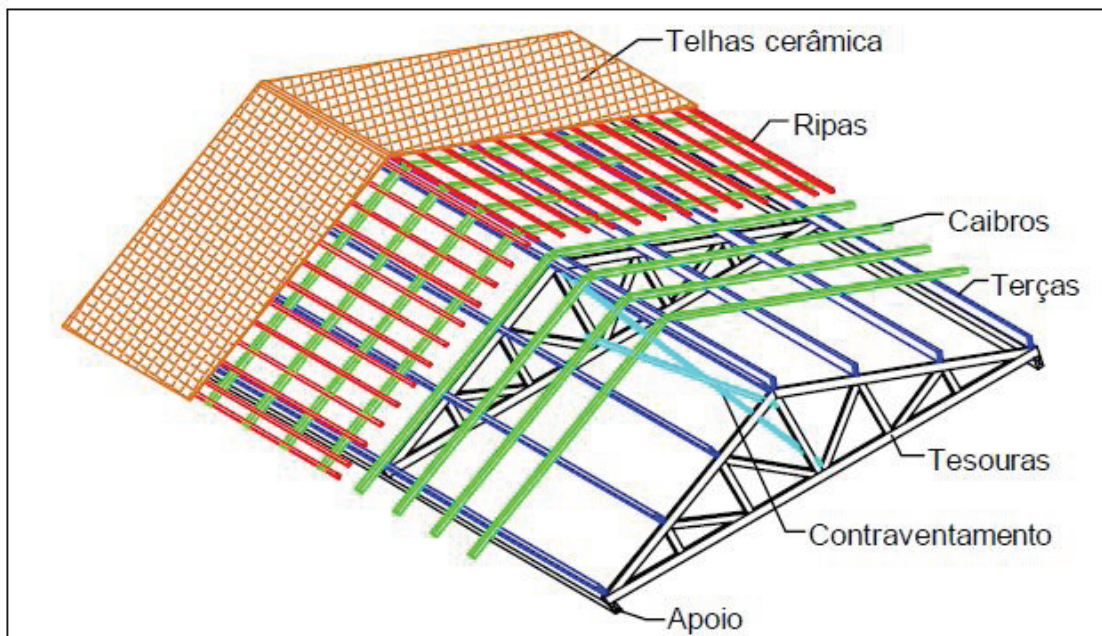 Telhas cerâmica
Ripas
Caibros
Terças
Tesouras
Contraventamento
Apoio